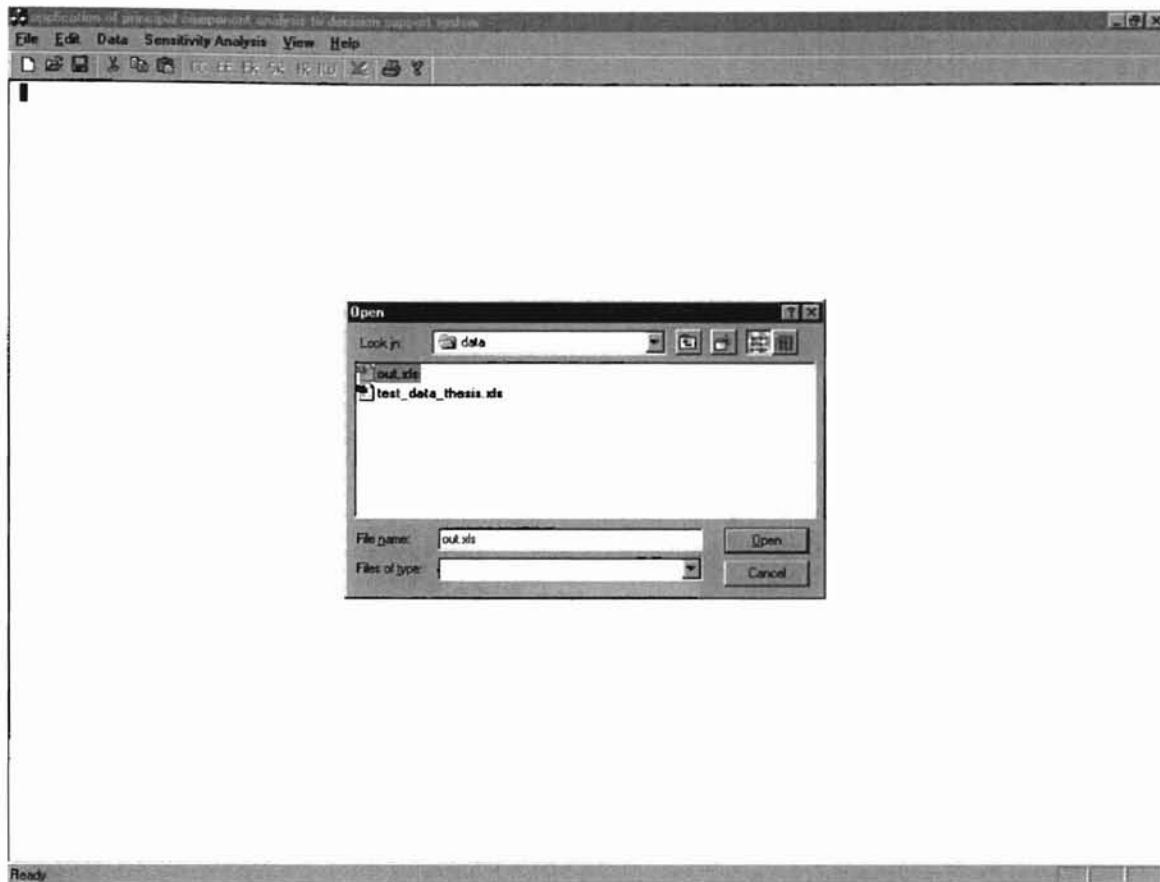 application of principal component analysis to decision support system
File Edit Data Sensitivity Analysis View Help
Open
Look in: data
out.xls
test_data_thesis.xls
File name: out.xls Open
Files of type: Cancel
Ready